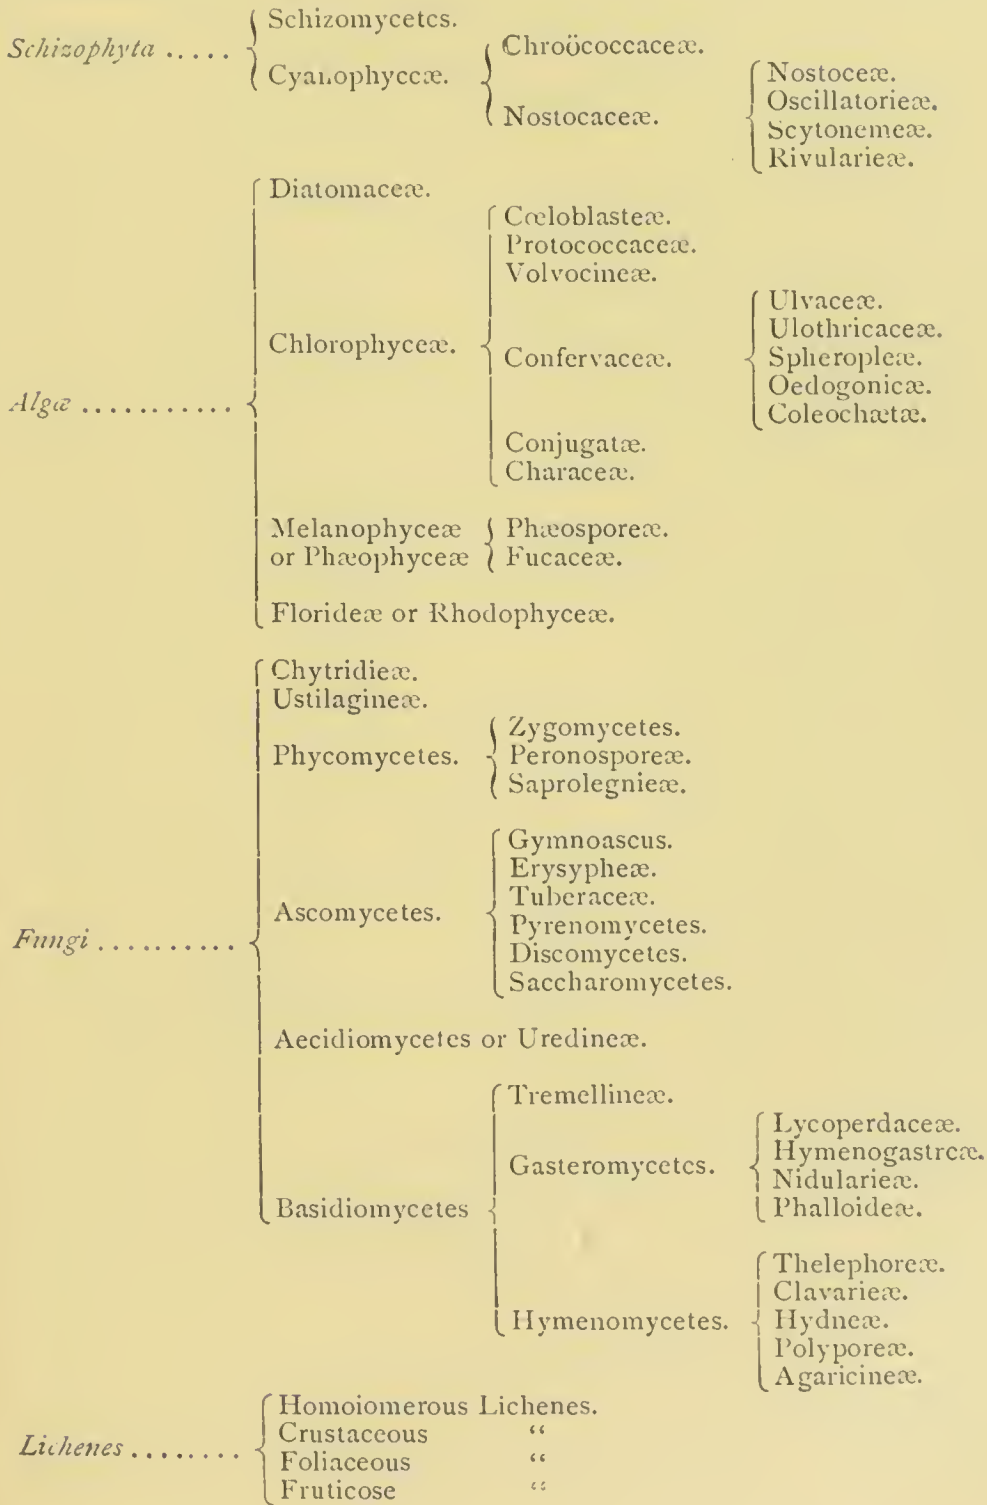 Schizomycetes.
Schizophyta .....
Cyanophyceæ.
Chroöcoccaceæ.
Nostocaceæ.
Nostoceæ.
Oscillatorieæ.
Scytonemeæ.
Rivularieæ.
Algæ ...........
Diatomaceæ.
Chlorophyceæ.
Cœloblasteæ.
Protococcaceæ.
Volvocineæ.
Confervaceæ.
Ulvaceæ.
Ulothricaceæ.
Spheropleæ.
Oedogonieæ.
Coleochætæ.
Conjugatæ.
Characeæ.
Melanophyceæ
or Phæophyceæ
Phæosporeæ.
Fucaceæ.
Florideæ or Rhodophyceæ.
Fungi ..........
Chytridieæ.
Ustilagineæ.
Phycomycetes.
Zygomycetes.
Peronosporeæ.
Saprolegnieæ.
Ascomycetes.
Gymnoascus.
Erysypheæ.
Tuberaceæ.
Pyrenomycetes.
Discomycetes.
Saccharomycetes.
Aecidiomycetes or Uredineæ.
Basidiomycetes
Tremellineæ.
Gasteromycetes.
Lycoperdaceæ.
Hymenogastreæ.
Nidularieæ.
Phalloideæ.
Hymenomycetes.
Thelephoreæ.
Clavarieæ.
Hydneæ.
Polyporeæ.
Agaricineæ.
Lichenes ........
Homoiomerous Lichenes.
Crustaceous “
Foliaceous “
Fruticose “